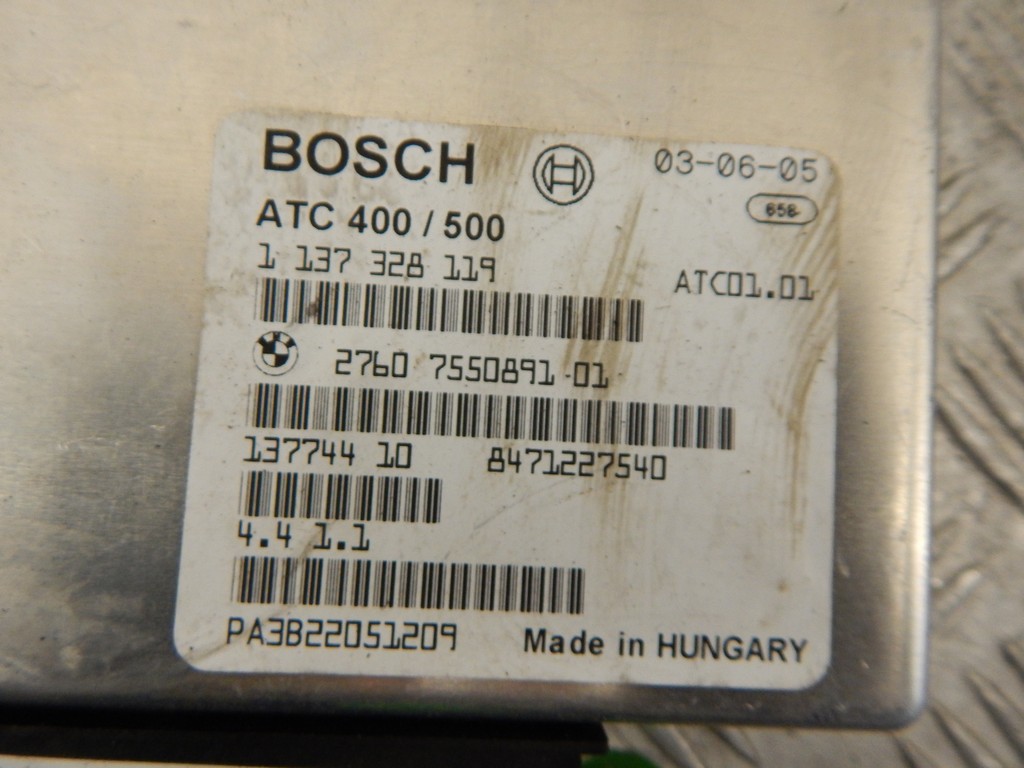 BOSCH 03-06-05
658
ATC 400 / 500
1 137 328 119 ATC01.01
2760 7550891 01
137744 10 8471227540
4.4 1.1
PA3B22051209 Made in HUNGARY